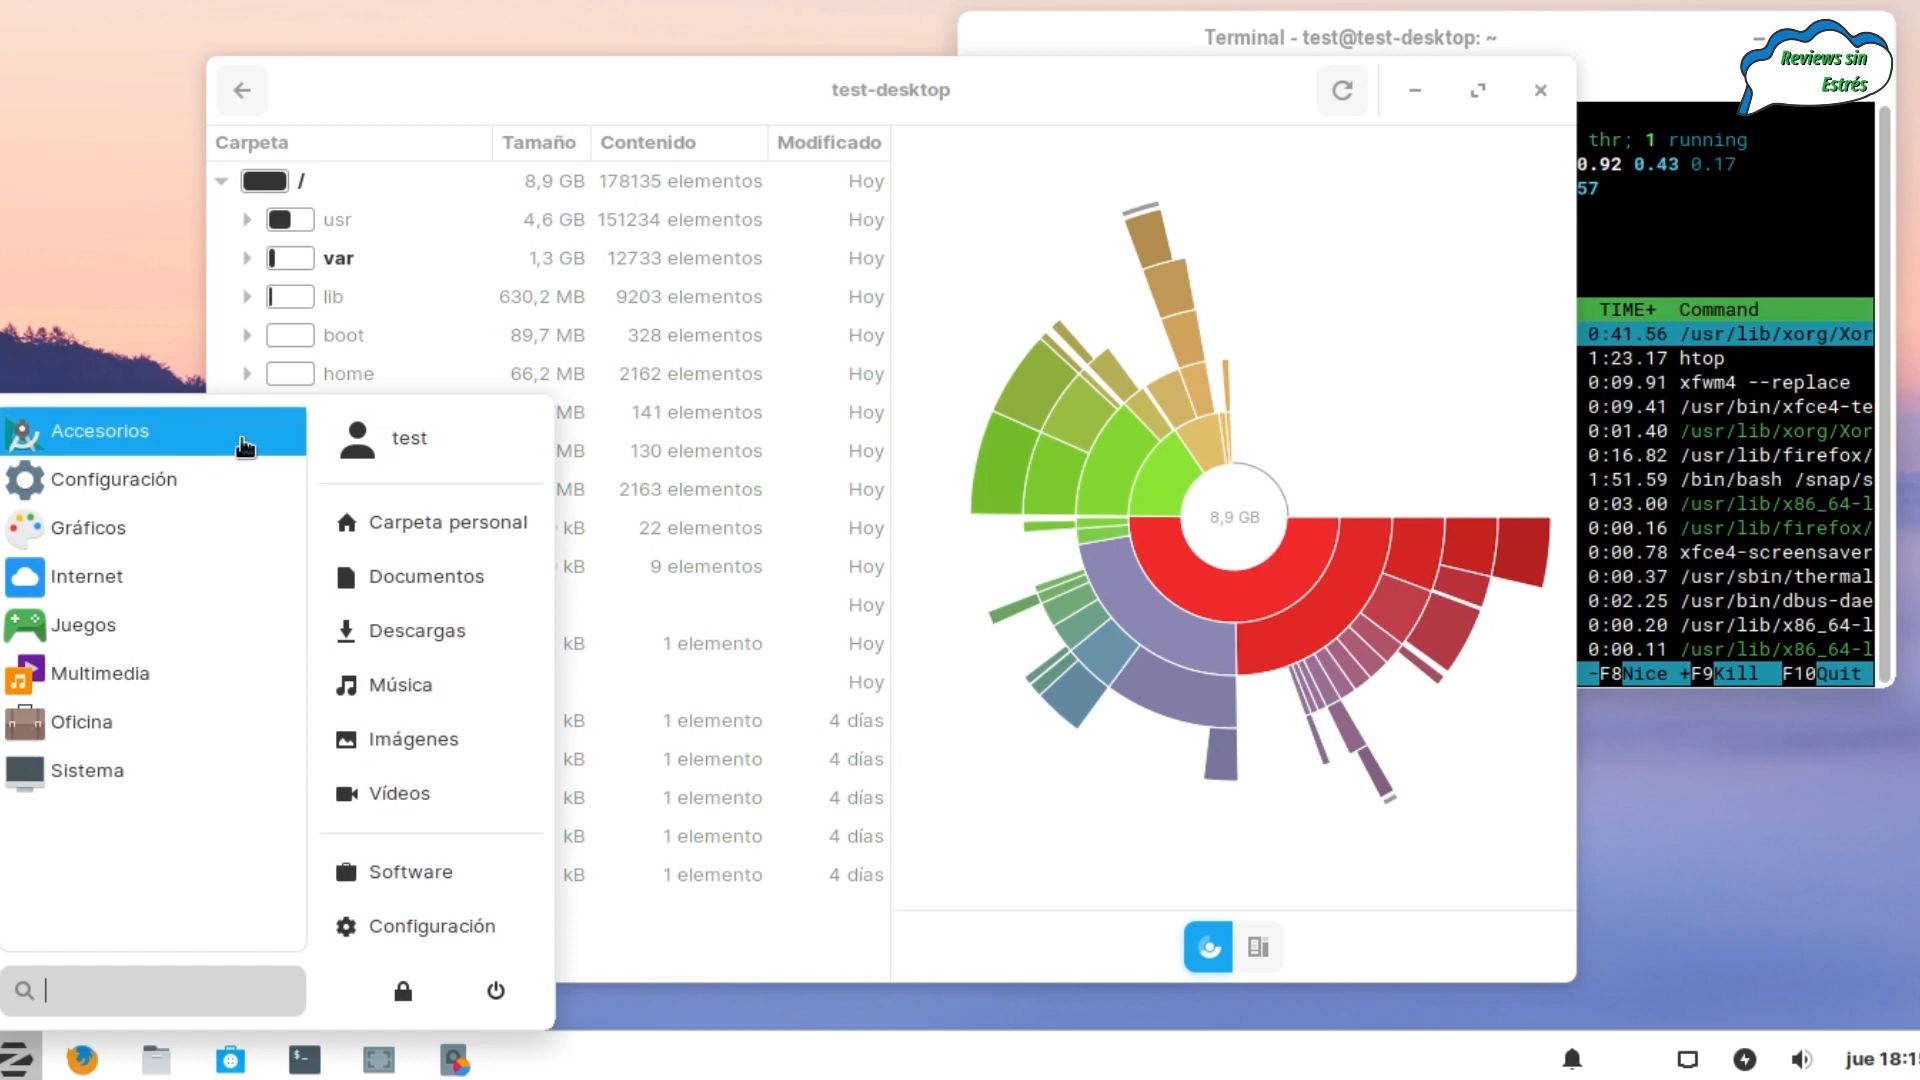 Terminal - test@test-desktop: ~
Reviews sin
Estrés
test-desktop
Carpeta Tamaño Contenido Modificado
/ 8,9 GB 178135 elementos Hoy
usr 4,6 GB 151234 elementos Hoy
var 1,3 GB 12733 elementos Hoy
lib 630,2 MB 9203 elementos Hoy
boot 89,7 MB 328 elementos Hoy
home 66,2 MB 2162 elementos Hoy
MB 141 elementos Hoy
MB 130 elementos Hoy
MB 2163 elementos Hoy
kB 22 elementos Hoy
kB 9 elementos Hoy
Hoy
kB 1 elemento Hoy
Hoy
kB 1 elemento 4 días
kB 1 elemento 4 días
kB 1 elemento 4 días
kB 1 elemento 4 días
kB 1 elemento 4 días
8,9 GB
thr; 1 running
0.92 0.43 0.17
57
TIME+ Command
0:41.56 /usr/lib/xorg/Xor
1:23.17 htop
0:09.91 xfwm4 --replace
0:09.41 /usr/bin/xfce4-te
0:01.40 /usr/lib/xorg/Xor
0:16.82 /usr/lib/firefox/
1:51.59 /bin/bash /snap/s
0:03.00 /usr/lib/x86_64-l
0:00.16 /usr/lib/firefox/
0:00.78 xfce4-screensaver
0:00.37 /usr/sbin/thermal
0:02.25 /usr/bin/dbus-dae
0:00.20 /usr/lib/x86_64-l
0:00.11 /usr/lib/x86_64-l
-F8Nice +F9Kill F10Quit
Accesorios
Configuración
Gráficos
Internet
Juegos
Multimedia
Oficina
Sistema
test
Carpeta personal
Documentos
Descargas
Música
Imágenes
Vídeos
Software
Configuración
$-
jue 18:1